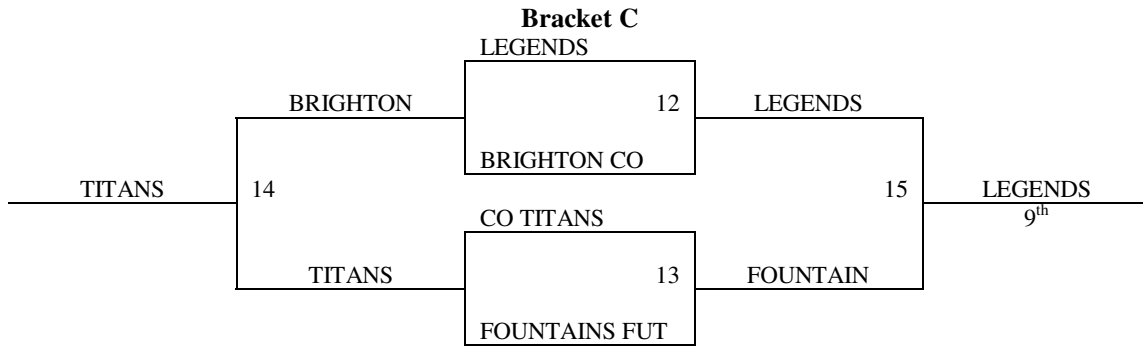 Bracket C
LEGENDS
BRIGHTON 12 LEGENDS
BRIGHTON CO
TITANS 14 15 LEGENDS
9th
CO TITANS
TITANS 13 FOUNTAIN
FOUNTAINS FUT